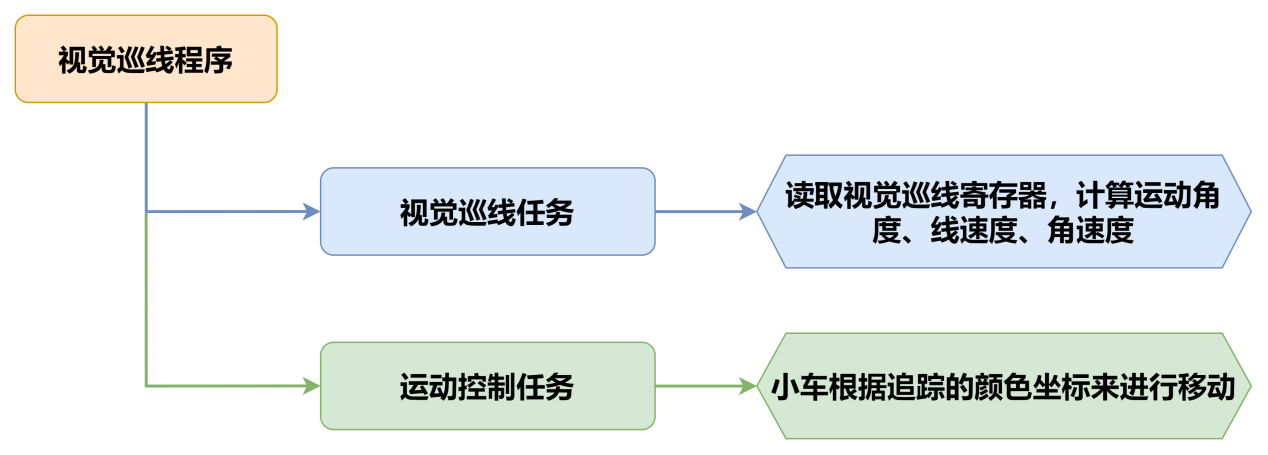 视觉巡线程序
视觉巡线任务
读取视觉巡线寄存器，计算运动角
度、线速度、角速度
运动控制任务
小车根据追踪的颜色坐标来进行移动